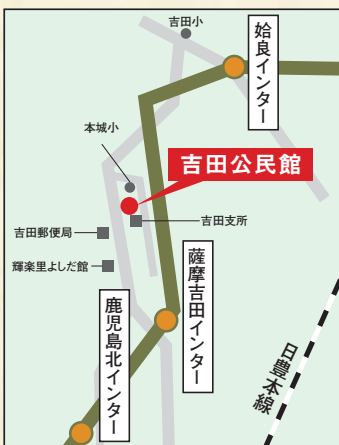 吉田小
姶良インター
本城小
吉田公民館
吉田支所
吉田郵便局
輝楽里よしだ館
薩摩吉田インター
鹿児島北インター
日豊本線